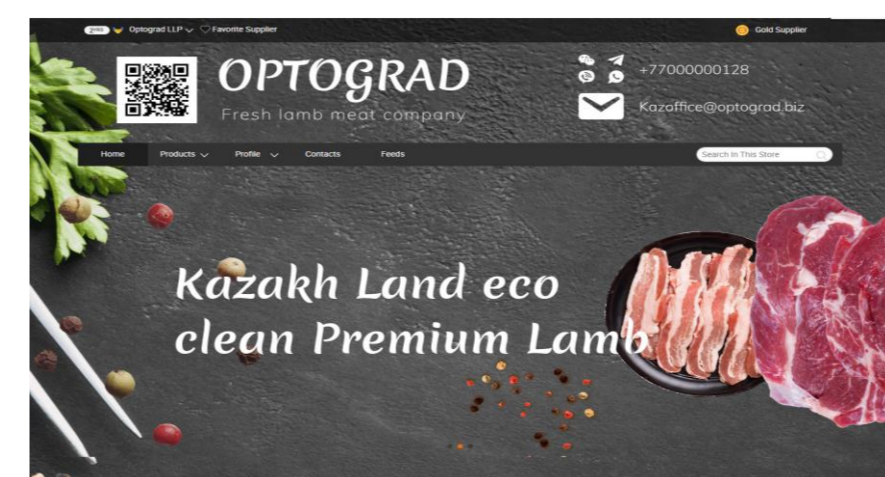 Optograd LLP
Favorite Supplier
Gold Supplier
OPTOGRAD
Fresh lamb meat company
+77000000128
Kazoffice@optograd.biz
Home Products Profile Contacts Feeds
Search In This Store
Kazakh Land eco
clean Premium Lamb